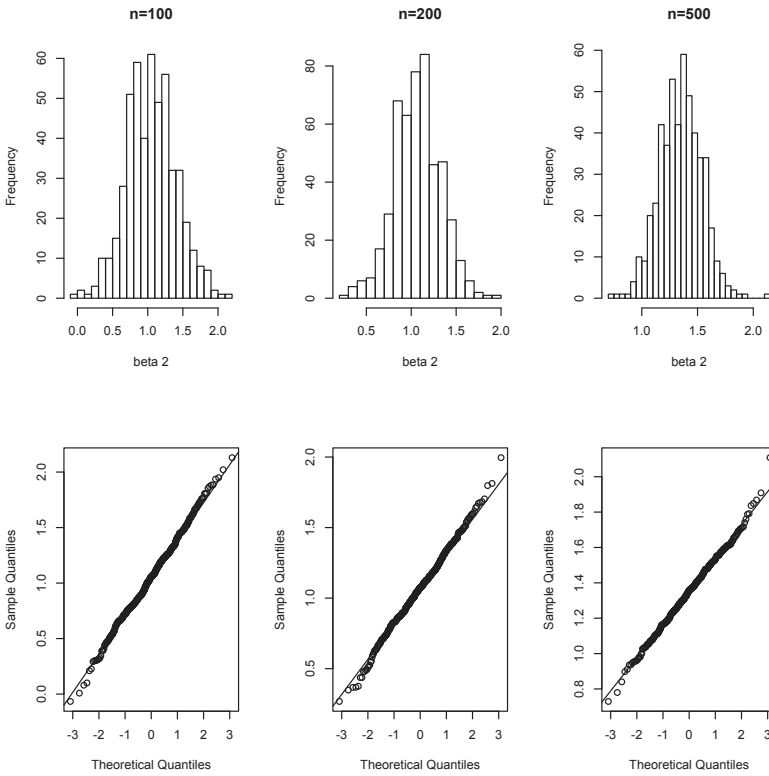 n=100
n=200
n=500
Frequency
0 10 20 30 40 50 60
0.0 0.5 1.0 1.5 2.0
beta 2
Frequency
0 20 40 60 80
0.5 1.0 1.5 2.0
beta 2
Frequency
0 10 20 30 40 50 60
1.0 1.5 2.0
beta 2
Sample Quantiles
0.0 0.5 1.0 1.5 2.0
-3 -2 -1 0 1 2 3
Theoretical Quantiles
Sample Quantiles
0.5 1.0 1.5 2.0
-3 -2 -1 0 1 2 3
Theoretical Quantiles
Sample Quantiles
0.8 1.0 1.2 1.4 1.6 1.8 2.0
-3 -2 -1 0 1 2 3
Theoretical Quantiles